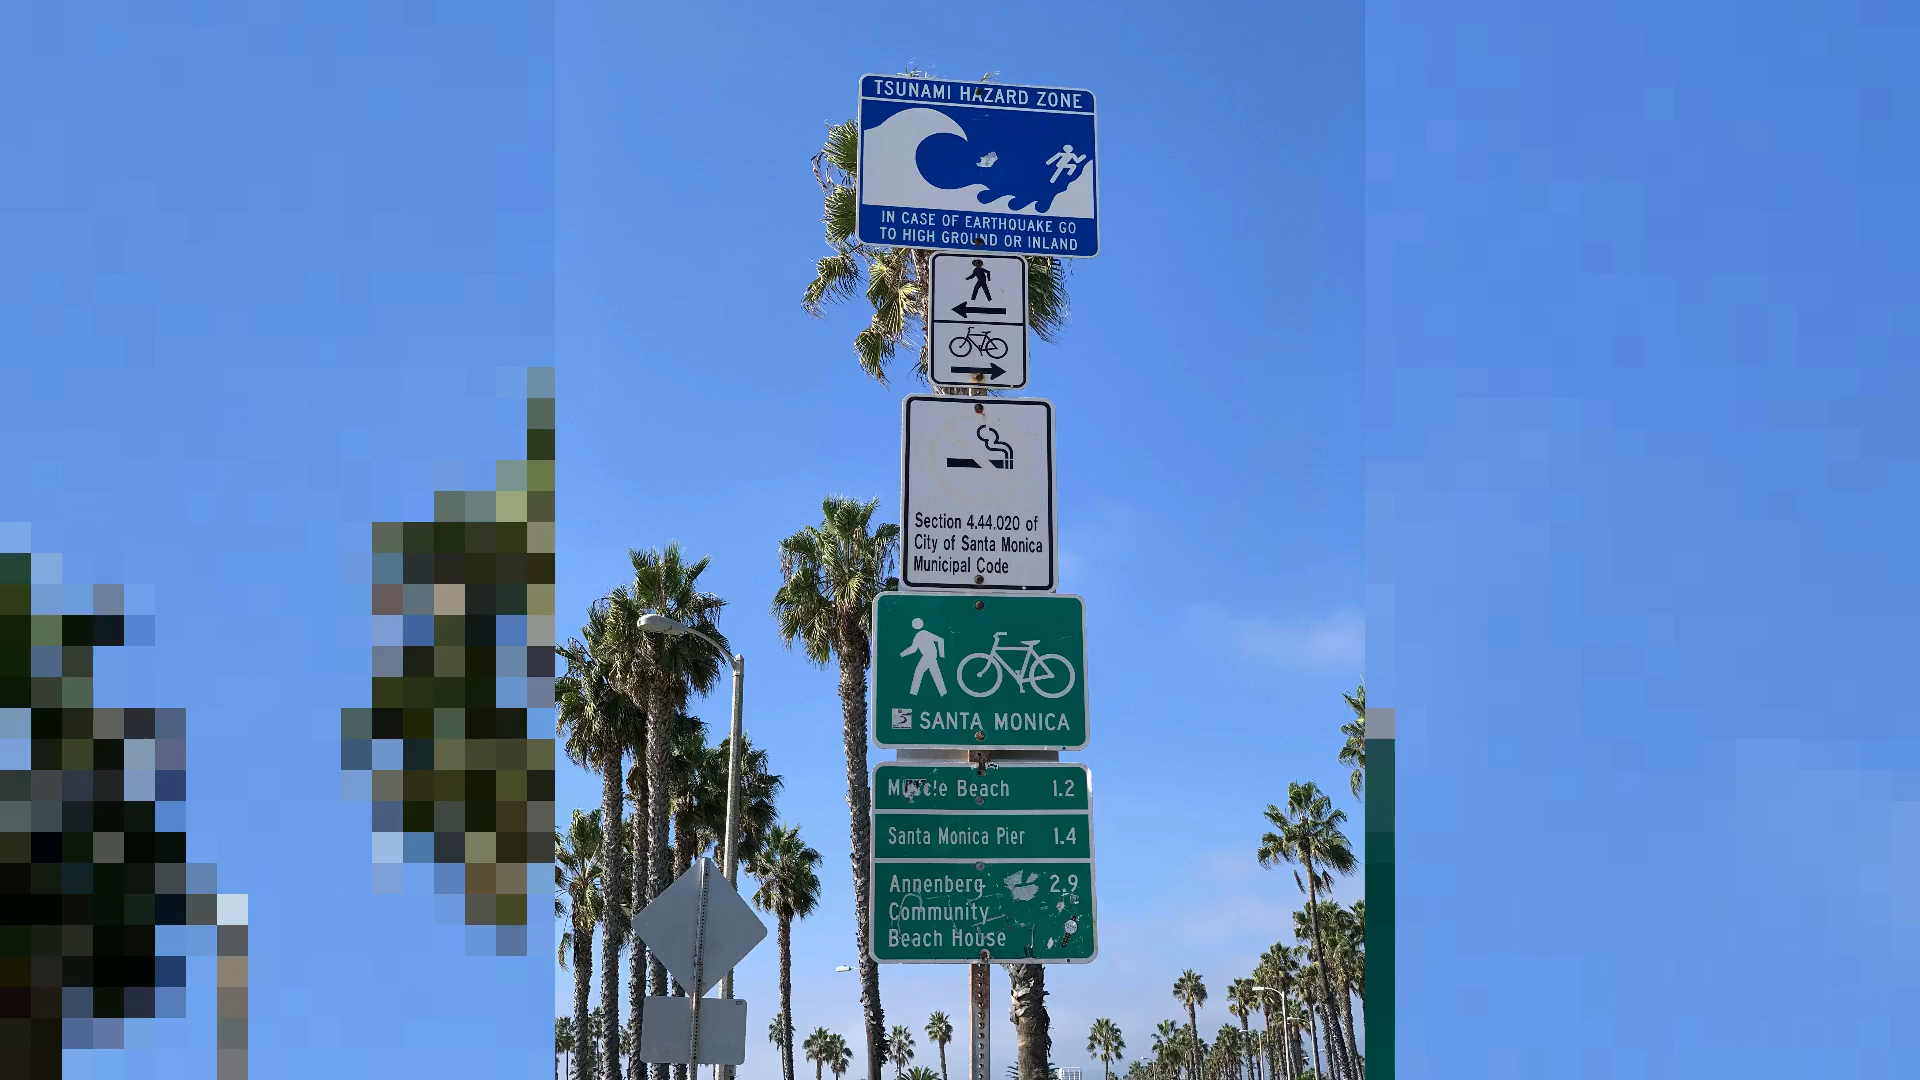 TSUNAMI HAZARD ZONE
IN CASE OF EARTHQUAKE GO
TO HIGH GROUND OR INLAND
Section 4.44.020 of
City of Santa Monica
Municipal Code
SANTA MONICA
Muscle Beach 1.2
Santa Monica Pier 1.4
Annenberg 2.9
Community
Beach House